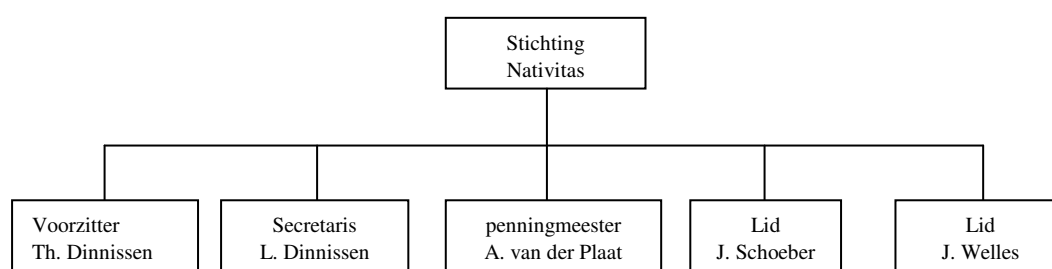 Stichting
Nativitas
Voorzitter
Th. Dinnissen
Secretaris
L. Dinnissen
penningmeester
A. van der Plaat
Lid
J. Schoeber
Lid
J. Welles